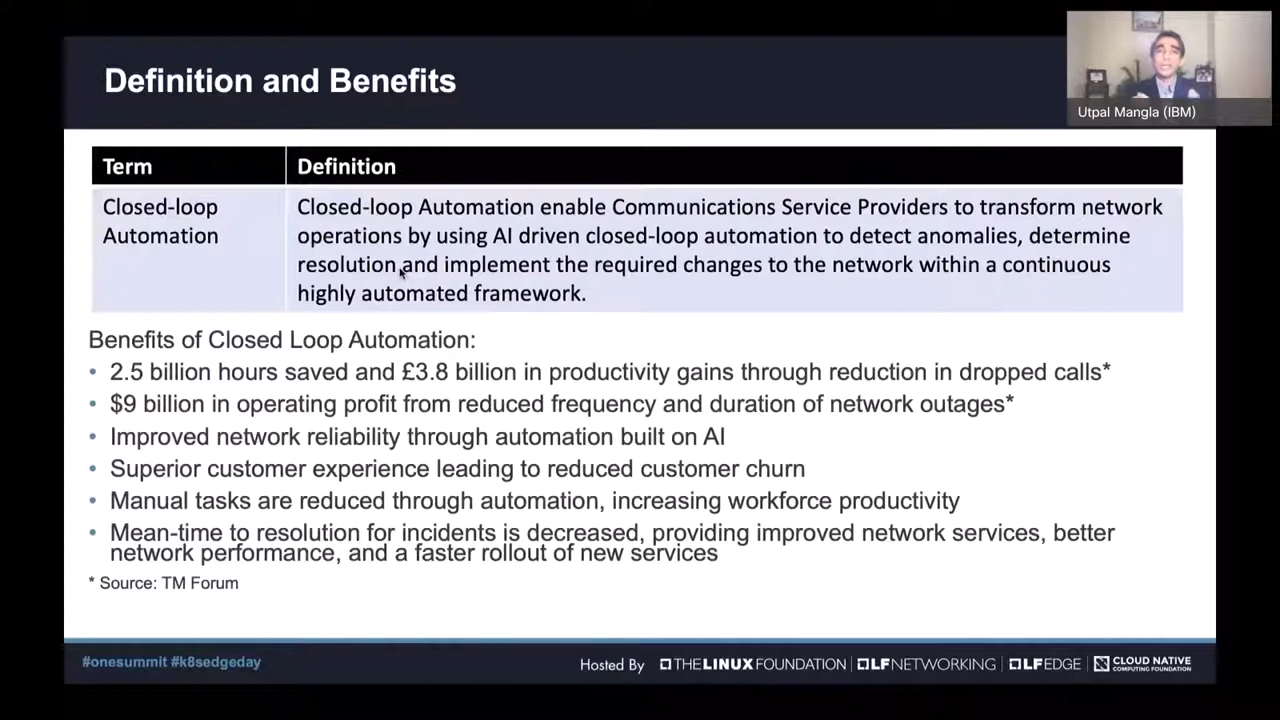 Definition and Benefits
Utpal Mangla (IBM)
Term
Definition
Closed-loop
Automation
Closed-loop Automation enable Communications Service Providers to transform network
operations by using AI driven closed-loop automation to detect anomalies, determine
resolution and implement the required changes to the network within a continuous
highly automated framework.
Benefits of Closed Loop Automation:
• 2.5 billion hours saved and £3.8 billion in productivity gains through reduction in dropped calls*
• $9 billion in operating profit from reduced frequency and duration of network outages*
• Improved network reliability through automation built on AI
• Superior customer experience leading to reduced customer churn
• Manual tasks are reduced through automation, increasing workforce productivity
• Mean-time to resolution for incidents is decreased, providing improved network services, better
network performance, and a faster rollout of new services
* Source: TM Forum
#onesummit #k8sedgeday
Hosted By
THE LINUX FOUNDATION
LF NETWORKING
LF EDGE
CLOUD NATIVE
COMPUTING FOUNDATION